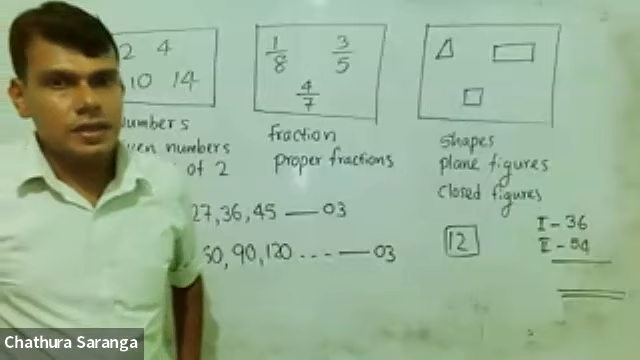 2 4
10 14
1/8 3/5
4/7
numbers
even numbers
of 2
fraction
proper fractions
shapes
plane figures
closed figures
27, 36, 45 — 03
60, 90, 120 ... — 03
12
I - 36
II - 54
Chathura Saranga